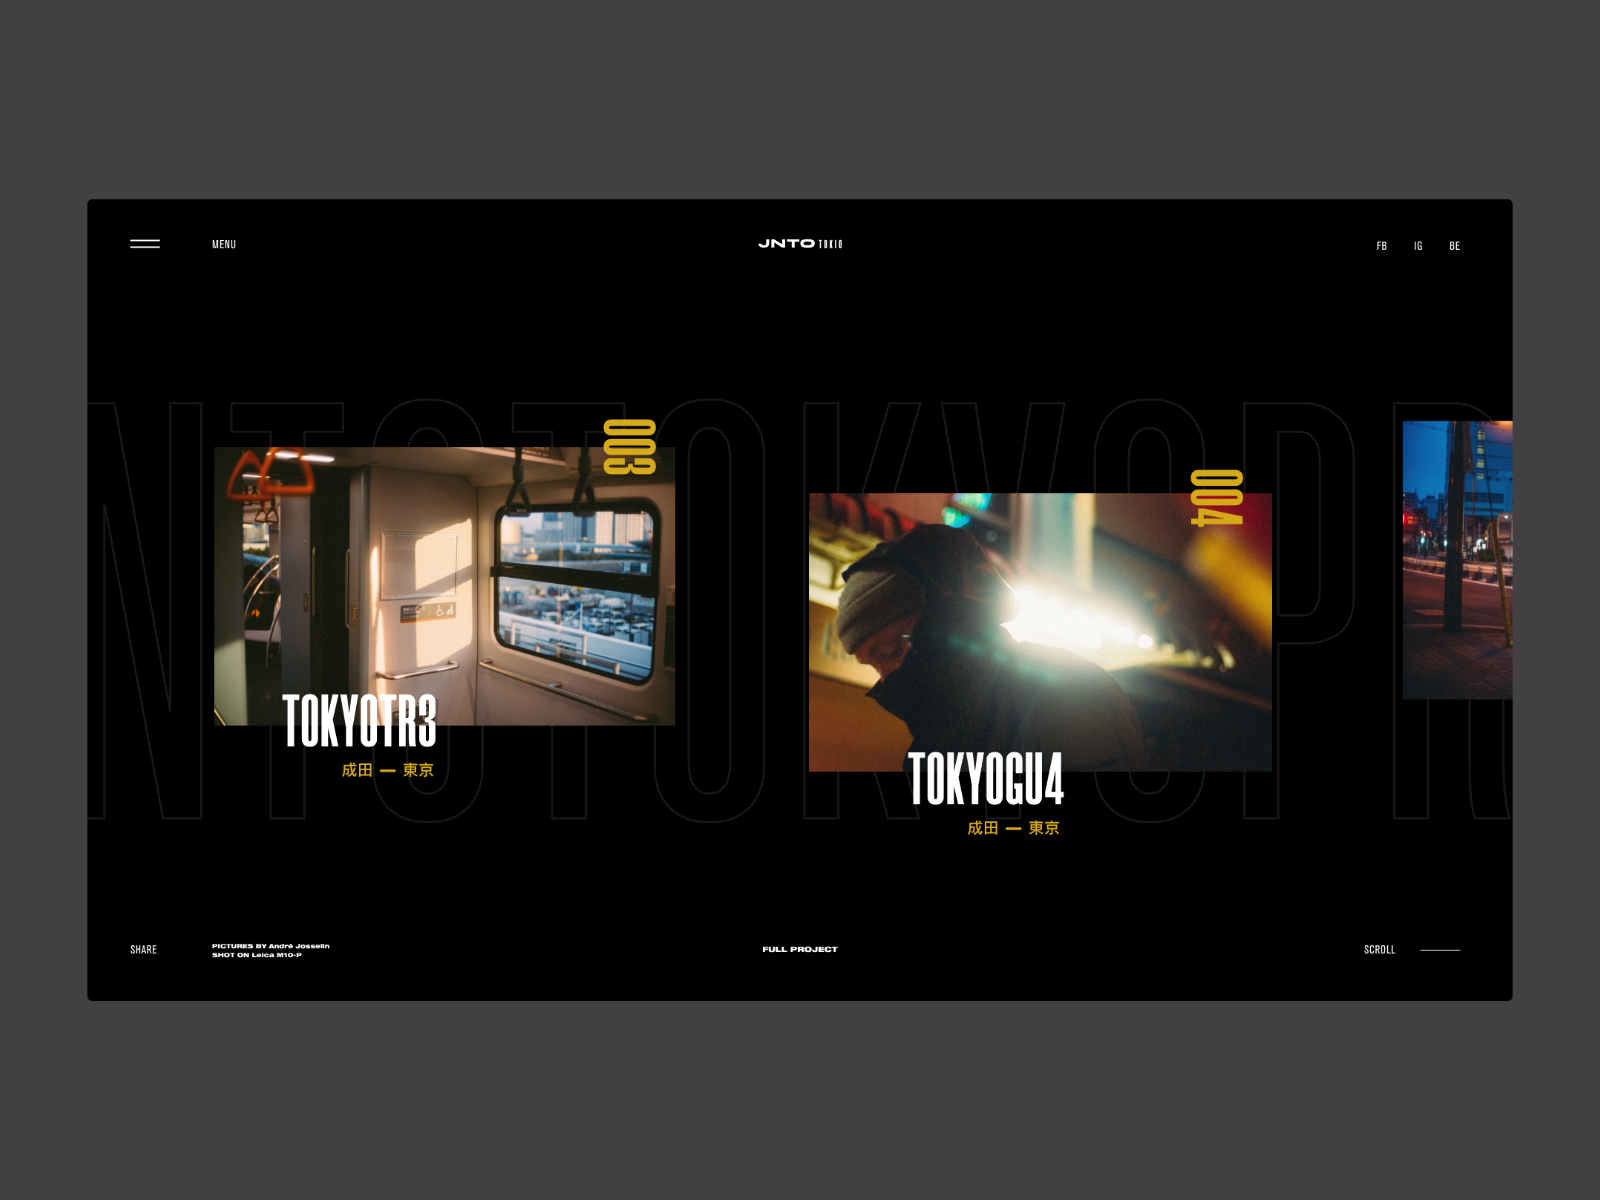 MENU
JNTO TOKIO
FB IG BE
NTOTOKYOPR
003
TOKYOTR3
成田 — 東京
004
TOKYOGU4
成田 — 東京
SHARE
PICTURES BY André Josselin
SHOT ON Leica M10-P
FULL PROJECT
SCROLL